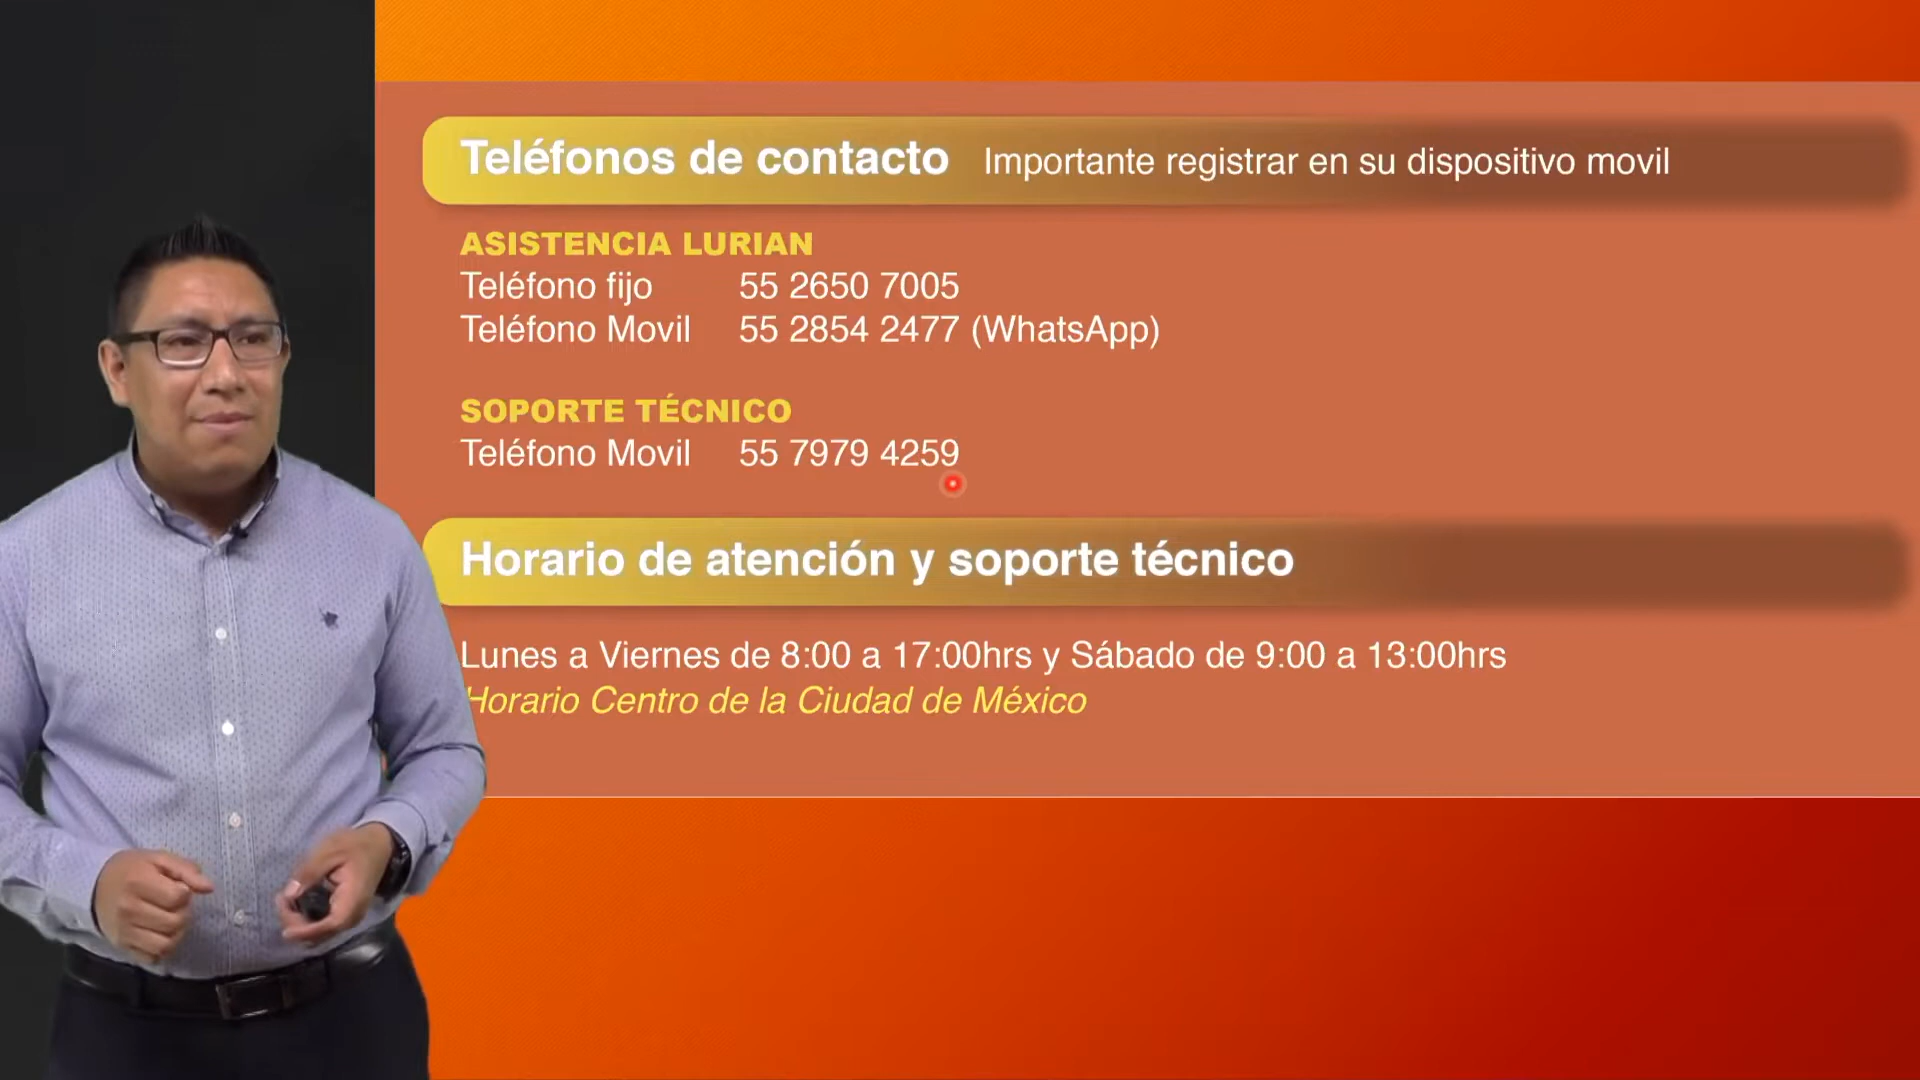 Teléfonos de contacto Importante registrar en su dispositivo movil
ASISTENCIA LURIAN
Teléfono fijo 55 2650 7005
Teléfono Movil 55 2854 2477 (WhatsApp)
SOPORTE TÉCNICO
Teléfono Movil 55 7979 4259
Horario de atención y soporte técnico
Lunes a Viernes de 8:00 a 17:00hrs y Sábado de 9:00 a 13:00hrs
Horario Centro de la Ciudad de México